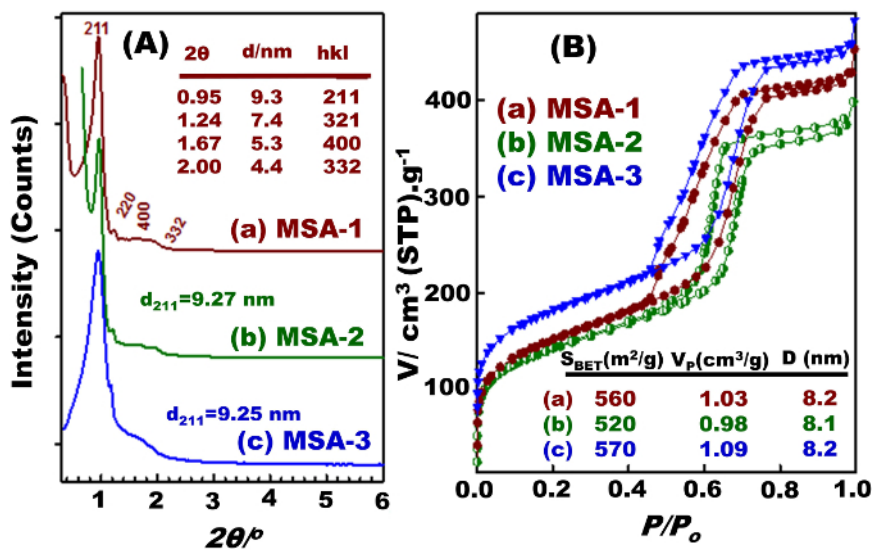 Intensity (Counts)
211
(A)
2θ d/nm hkl
0.95 9.3 211
1.24 7.4 321
1.67 5.3 400
2.00 4.4 332
220
400
332
(a) MSA-1
d211=9.27 nm
(b) MSA-2
d211=9.25 nm
(c) MSA-3
1 2 3 4 5 6
2θ/º
V/ cm³ (STP).g⁻¹
400
300
200
100
(B)
(a) MSA-1
(b) MSA-2
(c) MSA-3
SBET(m²/g) VP(cm³/g) D (nm)
(a) 560 1.03 8.2
(b) 520 0.98 8.1
(c) 570 1.09 8.2
0.0 0.2 0.4 0.6 0.8 1.0
P/Po